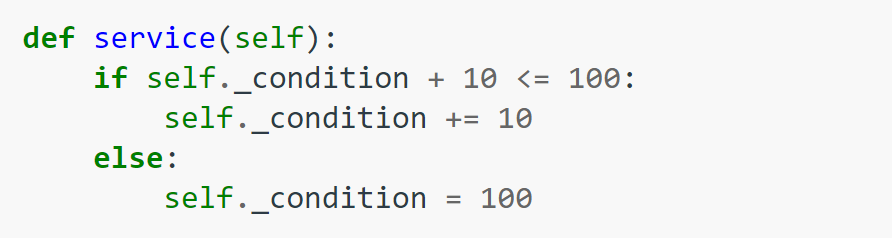 def service(self):
    if self._condition + 10 <= 100:
        self._condition += 10
    else:
        self._condition = 100